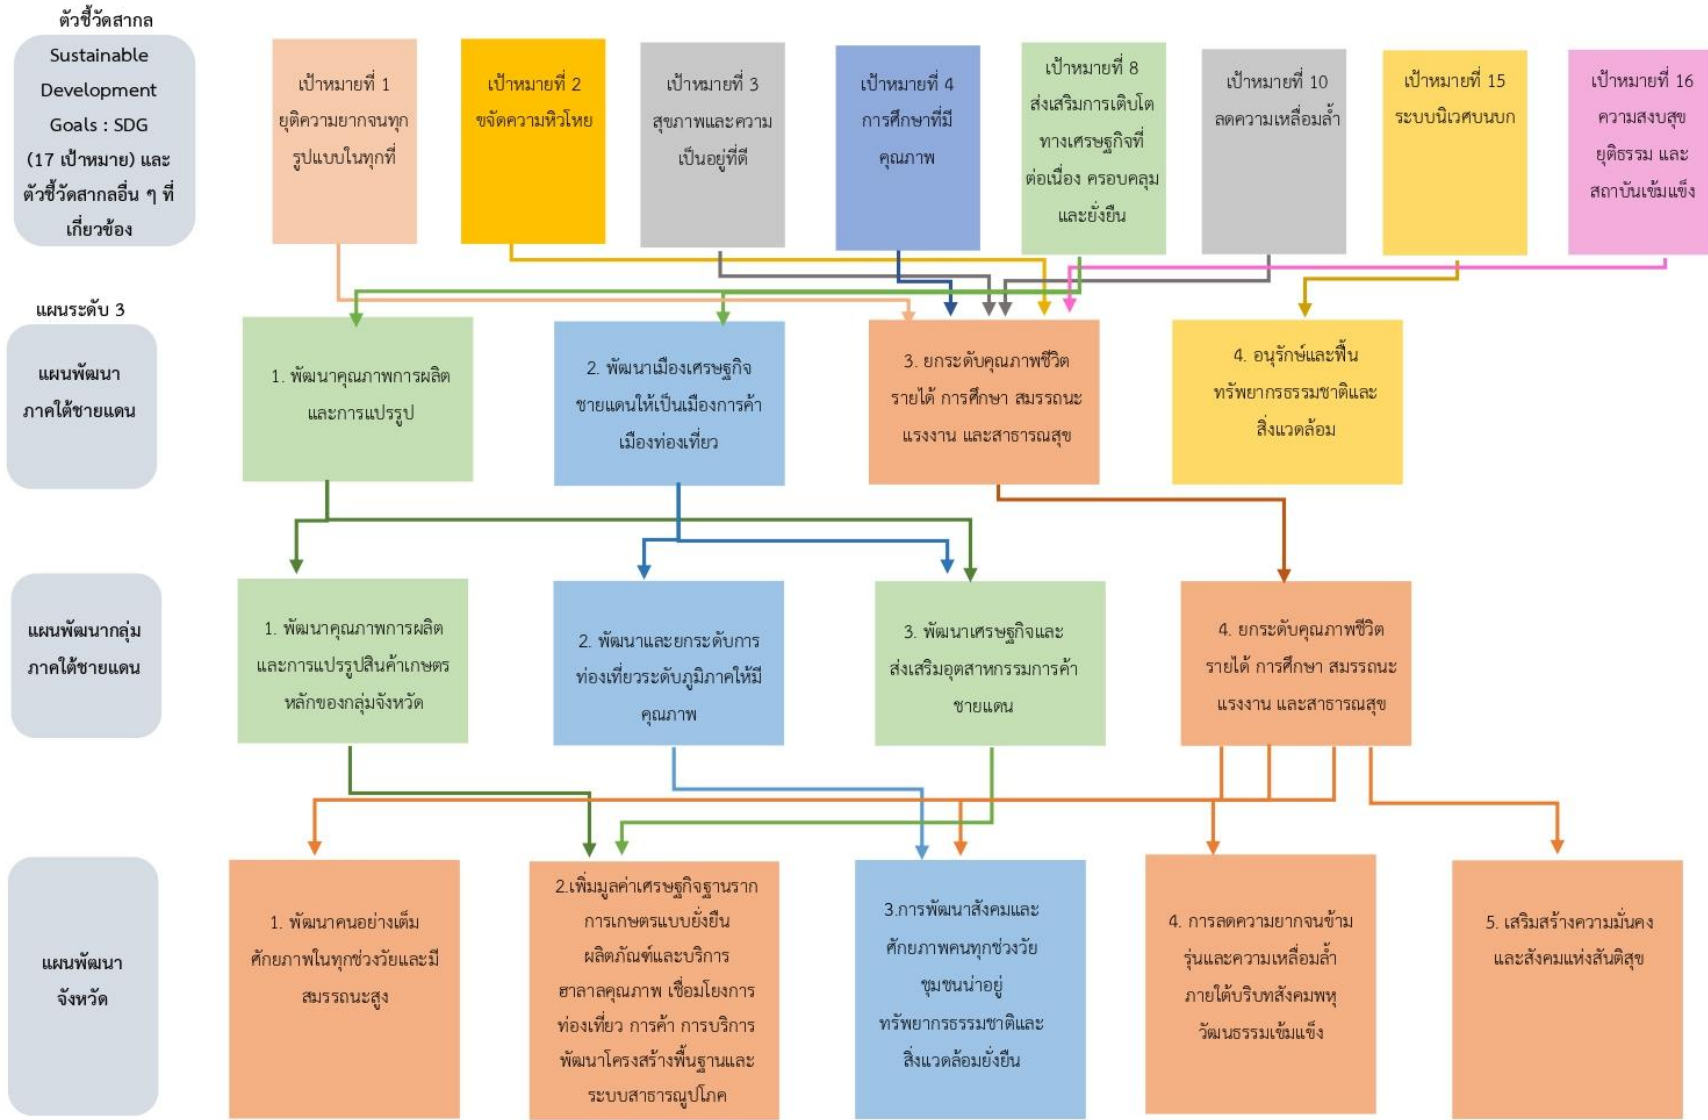 ตัวชี้วัดสากล
Sustainable
Development
Goals : SDG
(17 เป้าหมาย) และ
ตัวชี้วัดสากลอื่น ๆ ที่
เกี่ยวข้อง
เป้าหมายที่ 1
ยุติความยากจนทุก
รูปแบบในทุกที่
เป้าหมายที่ 2
ขจัดความหิวโหย
เป้าหมายที่ 3
สุขภาพและความ
เป็นอยู่ที่ดี
เป้าหมายที่ 4
การศึกษาที่มี
คุณภาพ
เป้าหมายที่ 8
ส่งเสริมการเติบโต
ทางเศรษฐกิจที่
ต่อเนื่อง ครอบคลุม
และยั่งยืน
เป้าหมายที่ 10
ลดความเหลื่อมล้ำ
เป้าหมายที่ 15
ระบบนิเวศบนบก
เป้าหมายที่ 16
ความสงบสุข
ยุติธรรม และ
สถาบันเข้มแข็ง
แผนระดับ 3
แผนพัฒนา
ภาคใต้ชายแดน
1. พัฒนาคุณภาพการผลิต
และการแปรรูป
2. พัฒนาเมืองเศรษฐกิจ
ชายแดนให้เป็นเมืองการค้า
เมืองท่องเที่ยว
3. ยกระดับคุณภาพชีวิต
รายได้ การศึกษา สมรรถนะ
แรงงาน และสาธารณสุข
4. อนุรักษ์และฟื้น
ทรัพยากรธรรมชาติและ
สิ่งแวดล้อม
แผนพัฒนากลุ่ม
ภาคใต้ชายแดน
1. พัฒนาคุณภาพการผลิต
และการแปรรูปสินค้าเกษตร
หลักของกลุ่มจังหวัด
2. พัฒนาและยกระดับการ
ท่องเที่ยวระดับภูมิภาคให้มี
คุณภาพ
3. พัฒนาเศรษฐกิจและ
ส่งเสริมอุตสาหกรรมการค้า
ชายแดน
4. ยกระดับคุณภาพชีวิต
รายได้ การศึกษา สมรรถนะ
แรงงาน และสาธารณสุข
แผนพัฒนา
จังหวัด
1. พัฒนาคนอย่างเต็ม
ศักยภาพในทุกช่วงวัยและมี
สมรรถนะสูง
2.เพิ่มมูลค่าเศรษฐกิจฐานราก
การเกษตรแบบยั่งยืน
ผลิตภัณฑ์และบริการ
ฮาลาลคุณภาพ เชื่อมโยงการ
ท่องเที่ยว การค้า การบริการ
พัฒนาโครงสร้างพื้นฐานและ
ระบบสาธารณูปโภค
3.การพัฒนาสังคมและ
ศักยภาพคนทุกช่วงวัย
ชุมชนน่าอยู่
ทรัพยากรธรรมชาติและ
สิ่งแวดล้อมยั่งยืน
4. การลดความยากจนข้าม
รุ่นและความเหลื่อมล้ำ
ภายใต้บริบทสังคมพหุ
วัฒนธรรมเข้มแข็ง
5. เสริมสร้างความมั่นคง
และสังคมแห่งสันติสุข